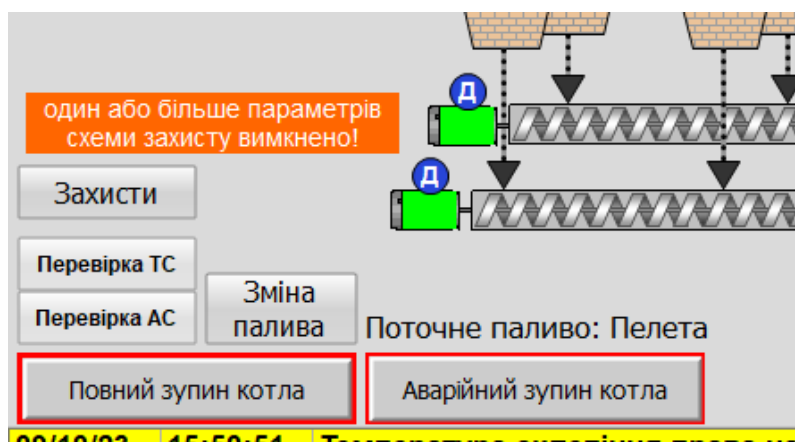 один або більше параметрів
схеми захисту вимкнено!
Д
Д
Захисти
Перевірка ТС
Перевірка АС
Зміна
палива
Поточне паливо: Пелета
Повний зупин котла
Аварійний зупин котла